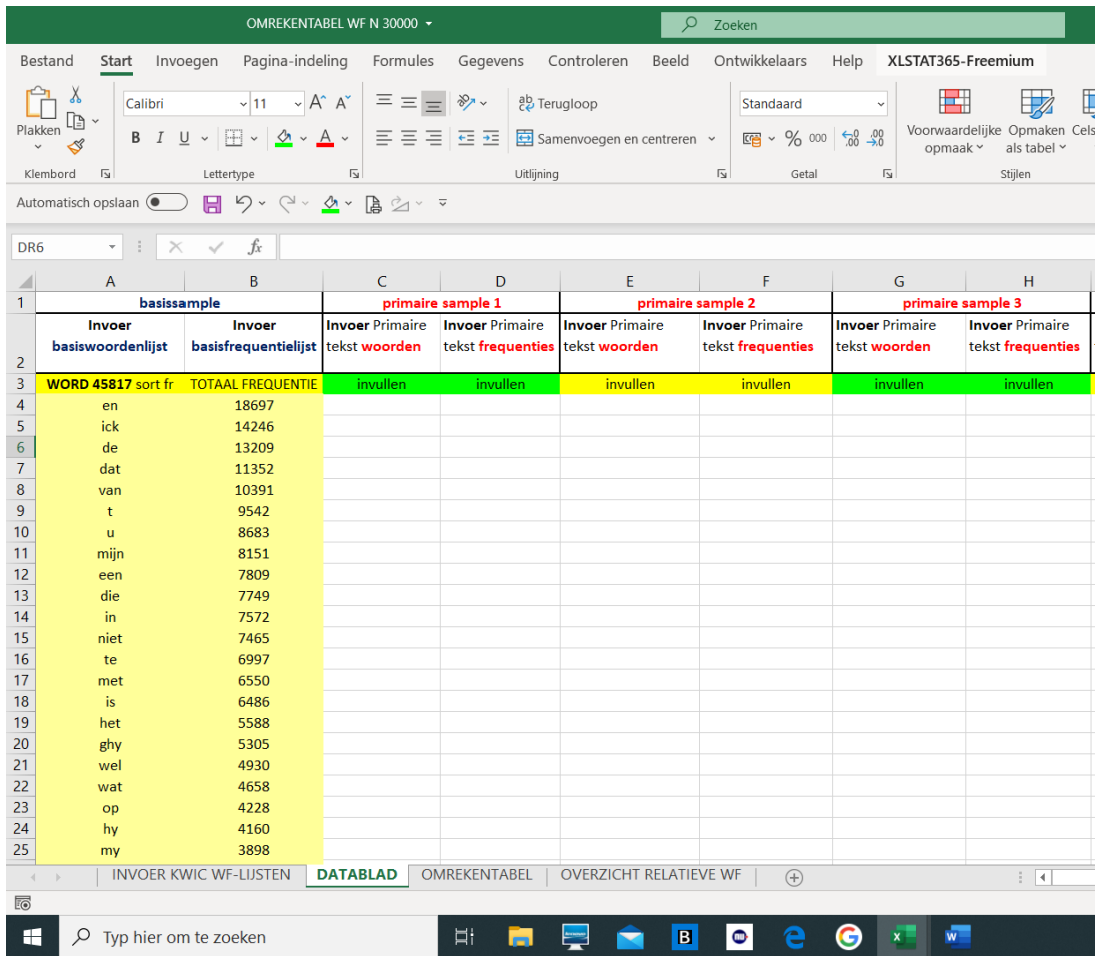 OMREKENTABEL WF N 30000
Zoeken
Bestand Start Invoegen Pagina-indeling Formules Gegevens Controleren Beeld Ontwikkelaars Help XLSTAT365-Freemium
Plakken
Calibri 11 A A
Terugloop
Standaard
B I U A
Samenvoegen en centreren
% 000
Voorwaardelijke opmaak
Opmaken als tabel
Cels
Klembord Lettertype Uitlijning Getal Stijlen
Automatisch opslaan
DR6 fx
A B C D E F G H
1 basissample primaire sample 1 primaire sample 2 primaire sample 3
Invoer Invoer Invoer Primaire Invoer Primaire Invoer Primaire Invoer Primaire Invoer Primaire Invoer Primaire
2 basiswoordenlijst basisfrequentielijst tekst woorden tekst frequenties tekst woorden tekst frequenties tekst woorden tekst frequenties
3 WORD 45817 sort fr TOTAAL FREQUENTIE invullen invullen invullen invullen invullen invullen
4 en 18697
5 ick 14246
6 de 13209
7 dat 11352
8 van 10391
9 t 9542
10 u 8683
11 mijn 8151
12 een 7809
13 die 7749
14 in 7572
15 niet 7465
16 te 6997
17 met 6550
18 is 6486
19 het 5588
20 ghy 5305
21 wel 4930
22 wat 4658
23 op 4228
24 hy 4160
25 my 3898
INVOER KWIC WF-LIJSTEN DATABLAD OMREKENTABEL OVERZICHT RELATIEVE WF
Typ hier om te zoeken